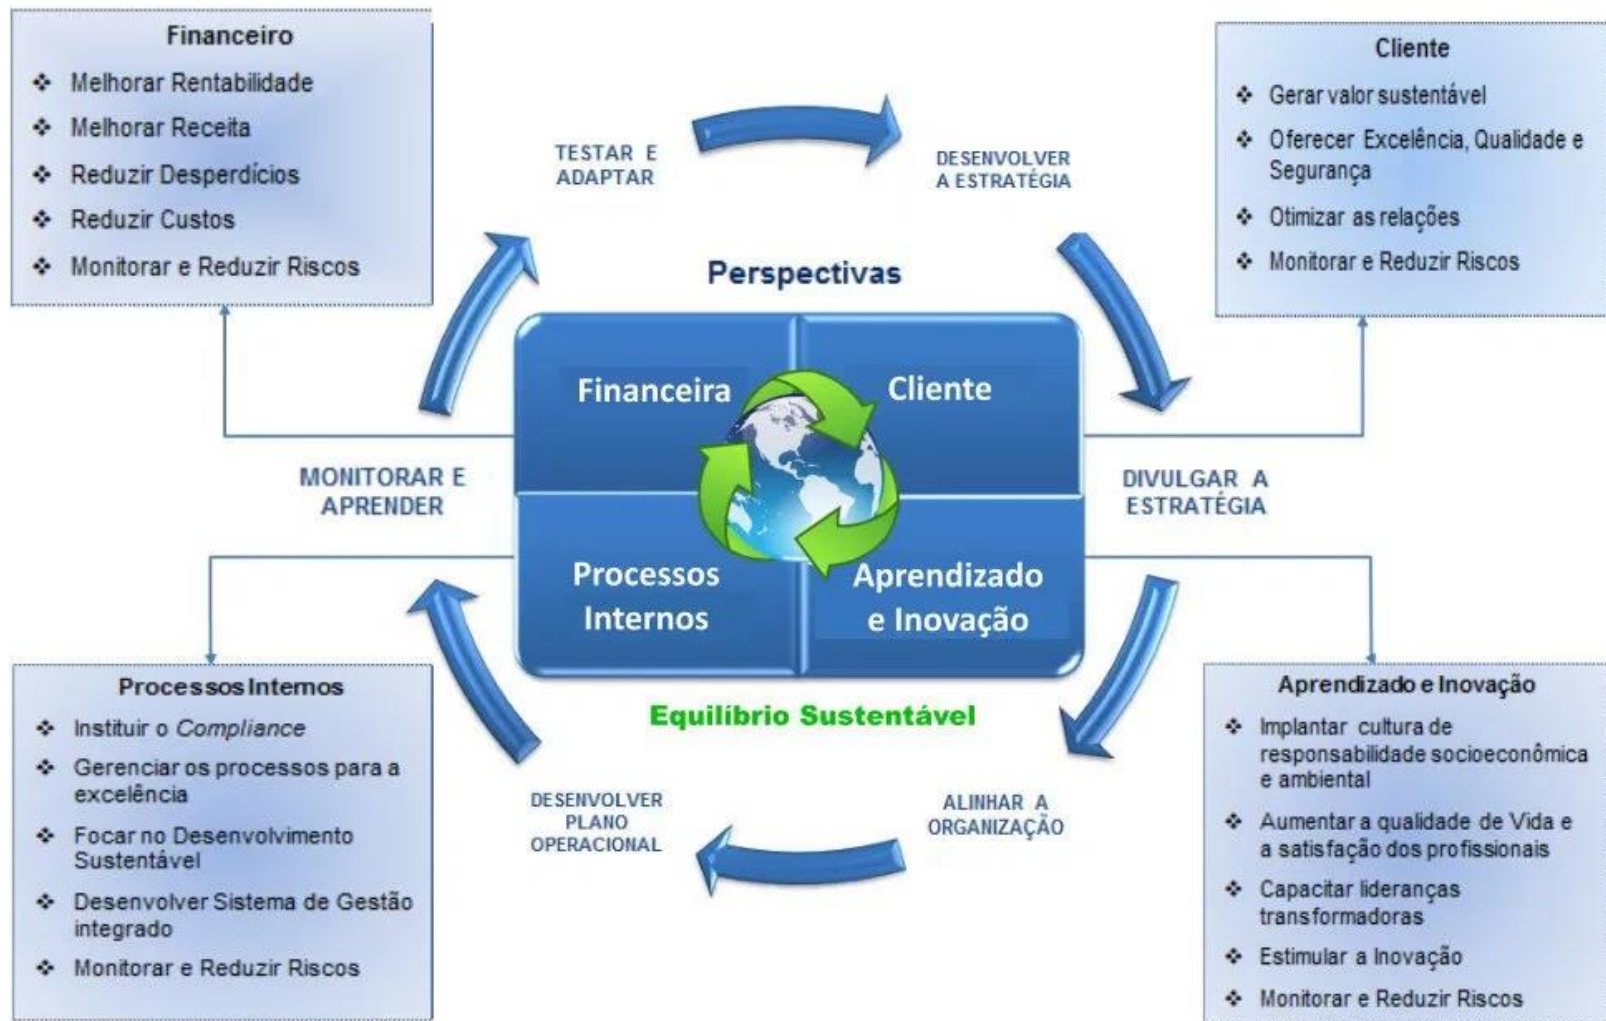 Financeiro
❖ Melhorar Rentabilidade
❖ Melhorar Receita
❖ Reduzir Desperdícios
❖ Reduzir Custos
❖ Monitorar e Reduzir Riscos
Cliente
❖ Gerar valor sustentável
❖ Oferecer Excelência, Qualidade e
Segurança
❖ Otimizar as relações
❖ Monitorar e Reduzir Riscos
TESTAR E
ADAPTAR
DESENVOLVER
A ESTRATÉGIA
Perspectivas
Financeira
Cliente
MONITORAR E
APRENDER
DIVULGAR A
ESTRATÉGIA
Processos
Internos
Aprendizado
e Inovação
Equilíbrio Sustentável
DESENVOLVER
PLANO
OPERACIONAL
ALINHAR A
ORGANIZAÇÃO
Processos Internos
❖ Instituir o Compliance
❖ Gerenciar os processos para a
excelência
❖ Focar no Desenvolvimento
Sustentável
❖ Desenvolver Sistema de Gestão
integrado
❖ Monitorar e Reduzir Riscos
Aprendizado e Inovação
❖ Implantar cultura de
responsabilidade socioeconômica
e ambiental
❖ Aumentar a qualidade de Vida e
a satisfação dos profissionais
❖ Capacitar lideranças
transformadoras
❖ Estimular a Inovação
❖ Monitorar e Reduzir Riscos